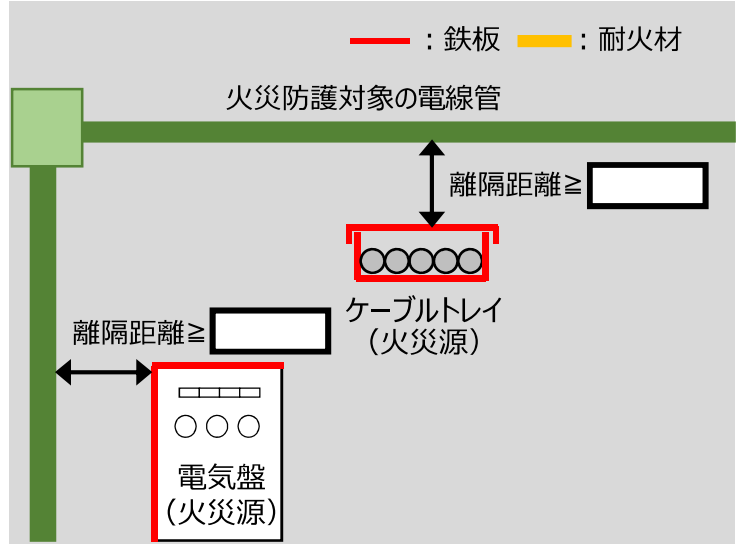 ：鉄板 ：耐火材
火災防護対象の電線管
離隔距離≧
ケーブルトレイ
（火災源）
離隔距離≧
電気盤
（火災源）